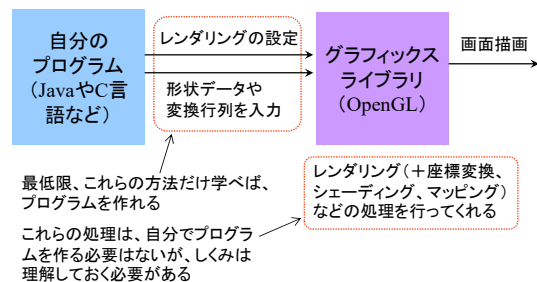 自分の
プログラム
（JavaやC言
語など）
レンダリングの設定
形状データや
変換行列を入力
グラフィックス
ライブラリ
（OpenGL）
画面描画
最低限、これらの方法だけ学べば、
プログラムを作れる
レンダリング（＋座標変換、
シェーディング、マッピング）
などの処理を行ってくれる
これらの処理は、自分でプログラ
ムを作る必要はないが、しくみは
理解しておく必要がある